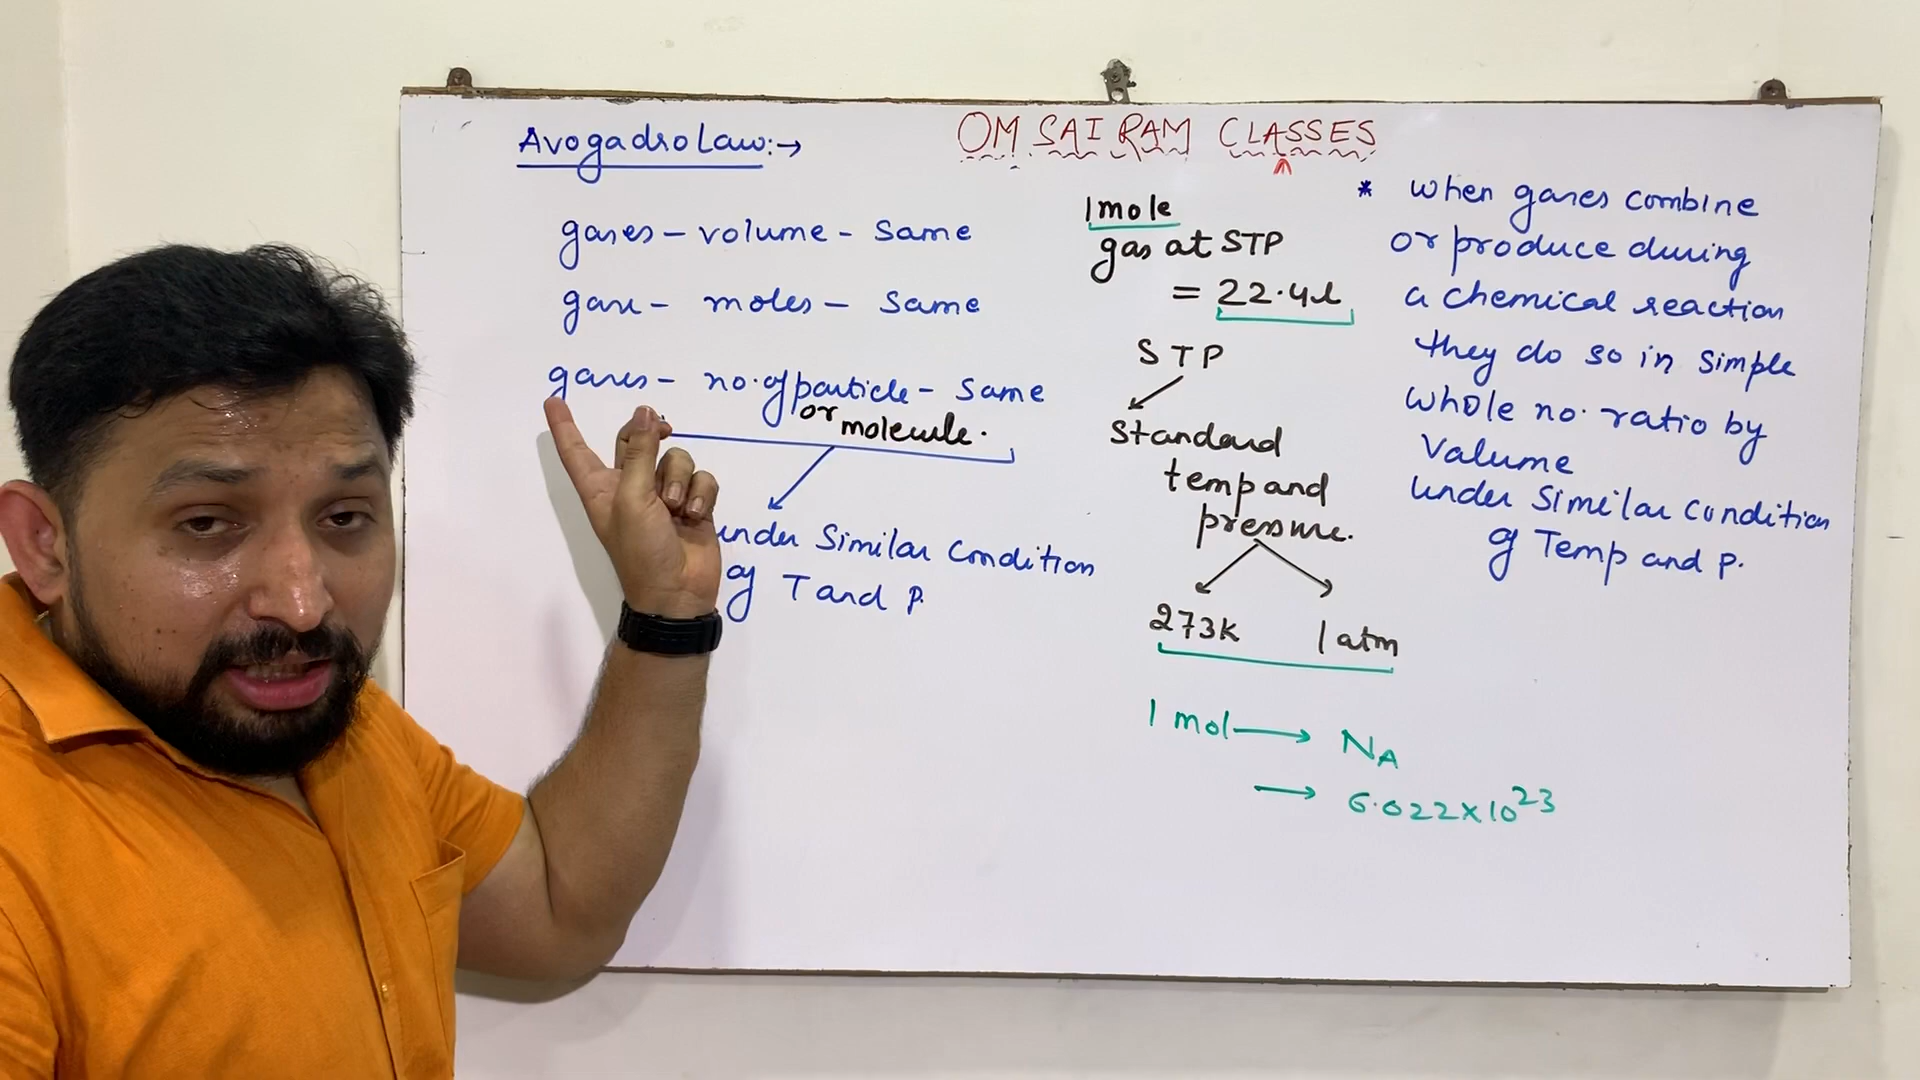 Avogadro Law:→
OM SAI RAM CLASSES
gases - volume - same
gase - moles - same
gases - no. of particle - same
or molecule.
under Similar Condition
of T and P.
1 mole
gas at STP
= 22.4 l
STP
Standard
temp and
pressure.
273K 1 atm
1 mol → NA
→ 6.022×10²³
* when gases combine
or produce during
a chemical reaction
they do so in simple
whole no. ratio by
Valume
under Similar condition
of Temp and P.